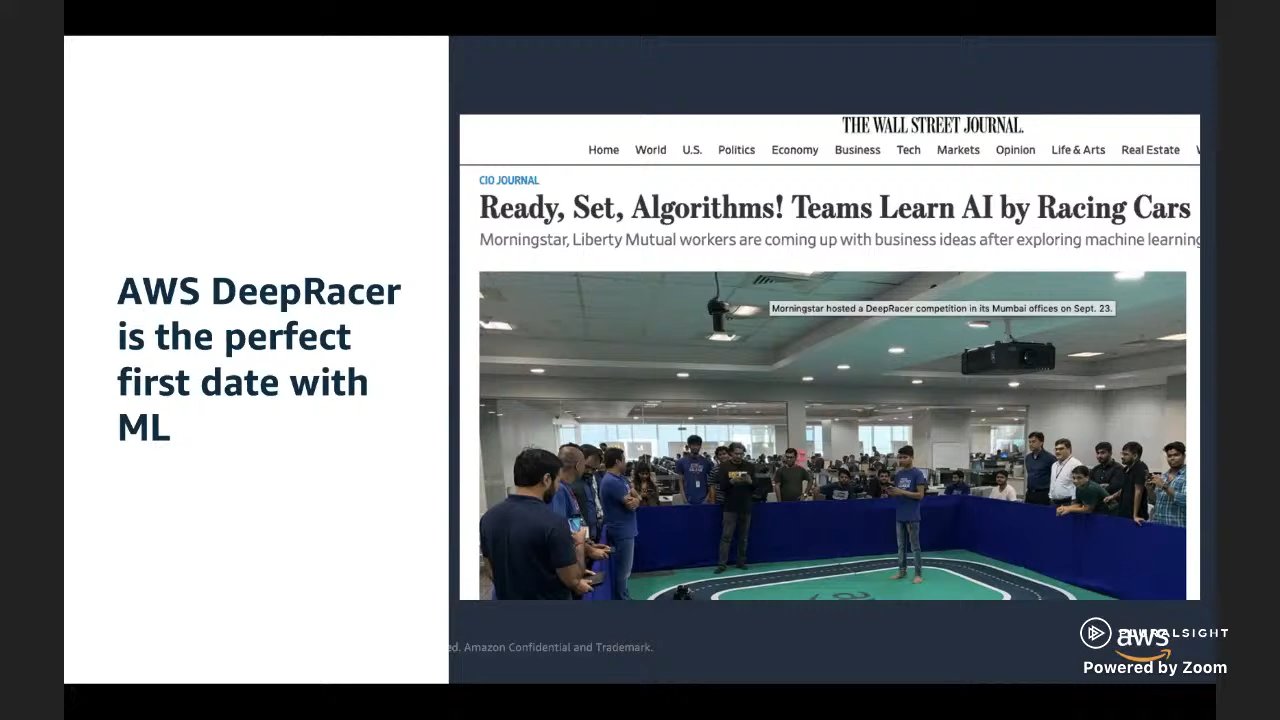 AWS DeepRacer
is the perfect
first date with
ML
THE WALL STREET JOURNAL.
Home World U.S. Politics Economy Business Tech Markets Opinion Life & Arts Real Estate
CIO JOURNAL
Ready, Set, Algorithms! Teams Learn AI by Racing Cars
Morningstar, Liberty Mutual workers are coming up with business ideas after exploring machine learning
Morningstar hosted a DeepRacer competition in its Mumbai offices on Sept. 23.
ed. Amazon Confidential and Trademark.
PLURALSIGHT
aws
Powered by Zoom